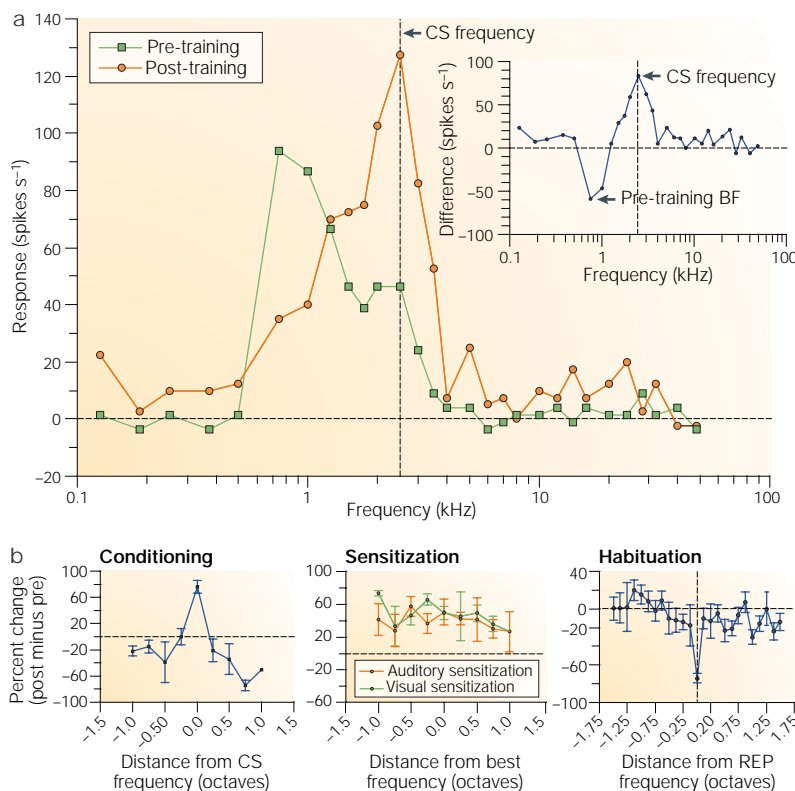 a
Pre-training
Post-training
CS frequency
140
120
100
80
60
40
20
0
−20
Response (spikes s⁻¹)
0.1
1
10
100
Frequency (kHz)
100
50
0
−50
−100
Difference (spikes s⁻¹)
CS frequency
Pre-training BF
0.1
1
10
100
Frequency (kHz)
b
Conditioning
100
60
20
−20
−60
−100
Percent change
(post minus pre)
−1.5
−1.0
−0.50
0.0
0.5
1.0
1.5
Distance from CS
frequency (octaves)
Sensitization
100
60
40
0
−20
−60
Auditory sensitization
Visual sensitization
−1.5
−1.0
−0.50
0.0
0.5
1.0
1.5
Distance from best
frequency (octaves)
Habituation
40
0
−20
−60
−100
−1.75
−1.25
−0.75
−0.20
0.20
0.75
1.25
1.75
Distance from REP
frequency (octaves)